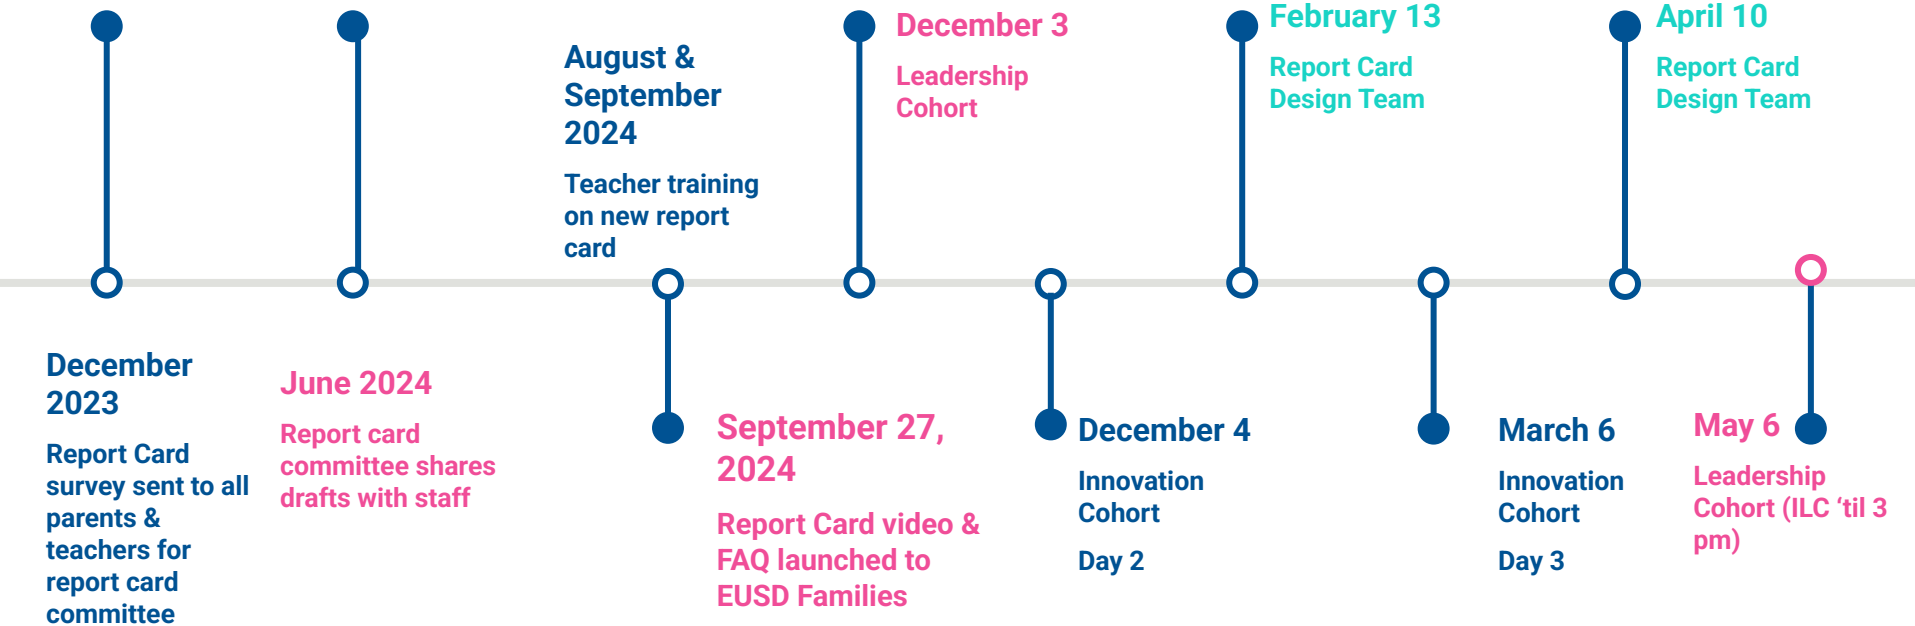 December
2023
Report Card
survey sent to all
parents &
teachers for
report card
committee
June 2024
Report card
committee shares
drafts with staff
August &
September
2024
Teacher training
on new report
card
September 27,
2024
Report Card video &
FAQ launched to
EUSD Families
December 3
Leadership
Cohort
December 4
Innovation
Cohort
Day 2
February 13
Report Card
Design Team
March 6
Innovation
Cohort
Day 3
April 10
Report Card
Design Team
May 6
Leadership
Cohort (ILC ‘til 3
pm)